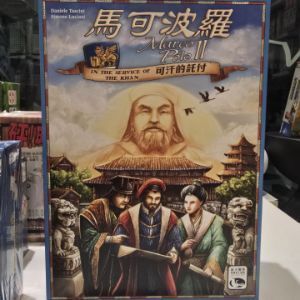 Daniele Tascini
Simone Luciani
馬可波羅
Marco
Polo II
IN THE SERVICE OF
THE KHAN
可汗的託付